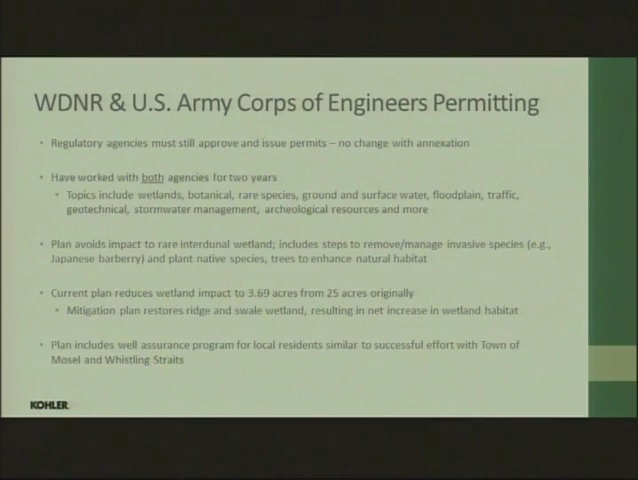 WDNR & U.S. Army Corps of Engineers Permitting
• Regulatory agencies must still approve and issue permits – no change with annexation
• Have worked with both agencies for two years
• Topics include wetlands, botanical, rare species, ground and surface water, floodplain, traffic,
geotechnical, stormwater management, archeological resources and more
• Plan avoids impact to rare interdunal wetland; includes steps to remove/manage invasive species (e.g.,
Japanese barberry) and plant native species, trees to enhance natural habitat
• Current plan reduces wetland impact to 3.69 acres from 25 acres originally
• Mitigation plan restores ridge and swale wetland, resulting in net increase in wetland habitat
• Plan includes well assurance program for local residents similar to successful effort with Town of
Mosel and Whistling Straits
KOHLER